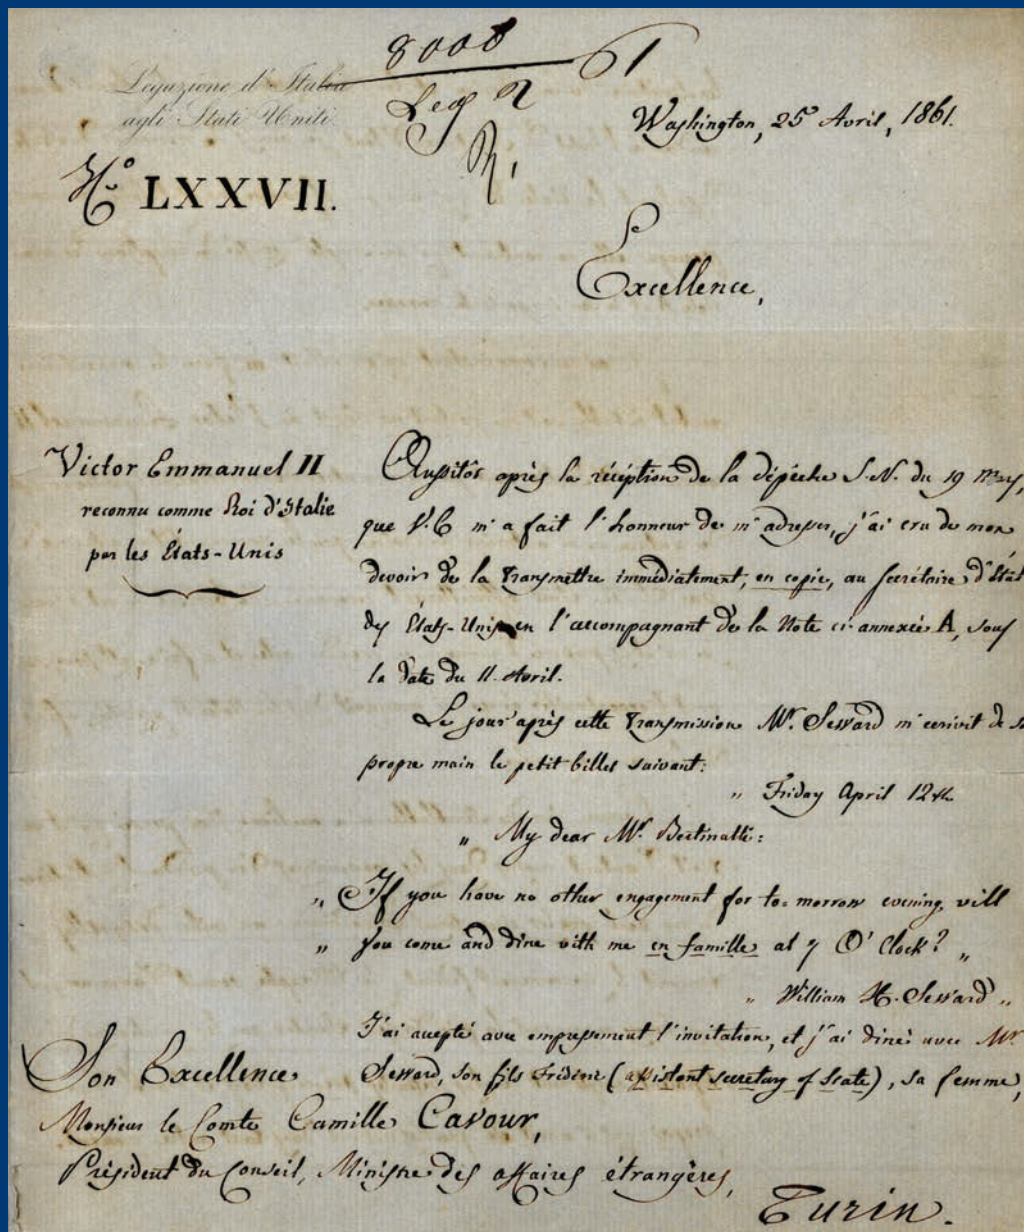 8008 61
Legazione d'Italia
agli Stati Uniti
Leg
Washington, 25 Avril, 1861.
N.º LXXVII.
Excellence,
Victor Emmanuel II
reconnu comme Roi d'Italie
par les États-Unis
Aussitôt après la réception de la dépêche S.N. du 19 mars,
que V.E m'a fait l'honneur de m'adresser, j'ai cru de mon
devoir de la transmettre immédiatement, en copie, au secrétaire d'État
des États-Unis en l'accompagnant de la Note ci-annexée A, sous
la date du 11 Avril.
Le jour après cette transmission Mr. Seward m'écrivit de sa
propre main le petit billet suivant:
„ Friday April 12th
„ My dear Mr. Bertinatti:
„ If you have no other engagement for to=morrow evening, vill
„ you come and dine vith me en famille at 7 O'Clock? „
„ William H. Seward „
J'ai accepté avec empressement l'invitation, et j'ai diné avec Mr.
Seward, son fils (assistant secretary of State), sa femme,
Son Excellence
Monsieur le Comte Camille Cavour,
Président du Conseil, Ministre des affaires étrangères,
Turin.